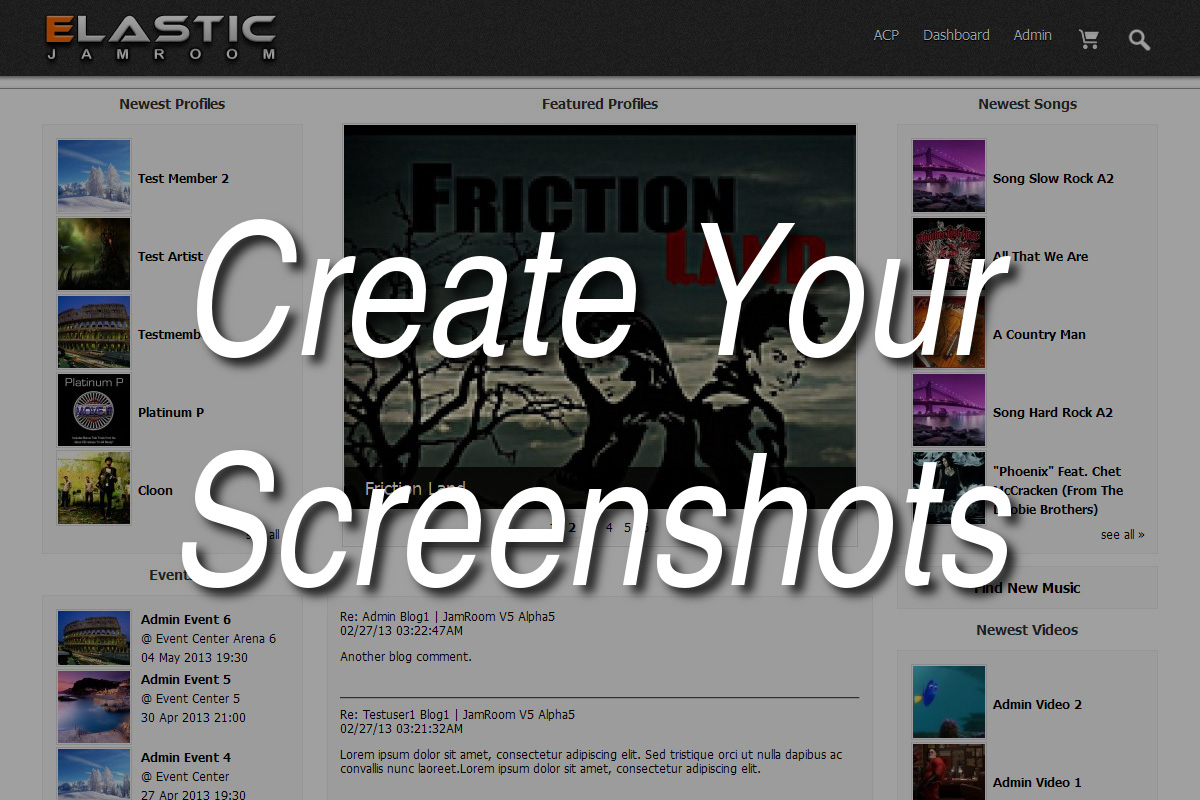 ELASTIC
JAMROOM
ACP Dashboard Admin
Newest Profiles
Test Member 2
Test Artist
Platinum P
Platinum P
Cloon
all
Featured Profiles
FRICTION
LAND
Friction Land
2 4 5
Newest Songs
Song Slow Rock A2
All That We Are
A Country Man
Song Hard Rock A2
"Phoenix" Feat. Chet
McCracken (From The
Doobie Brothers)
see all »
Create Your
Screenshots
Admin Event 6
@ Event Center Arena 6
04 May 2013 19:30
Admin Event 5
@ Event Center 5
30 Apr 2013 21:00
Admin Event 4
@ Event Center
27 Apr 2013 19:30
Re: Admin Blog1 | JamRoom V5 Alpha5
02/27/13 03:22:47AM
Another blog comment.
Re: Testuser1 Blog1 | JamRoom V5 Alpha5
02/27/13 03:21:32AM
Lorem ipsum dolor sit amet, consectetur adipiscing elit. Sed tristique orci ut nulla dapibus ac
convallis nunc laoreet.Lorem ipsum dolor sit amet, consectetur adipiscing elit.
Find New Music
Newest Videos
Admin Video 2
Admin Video 1